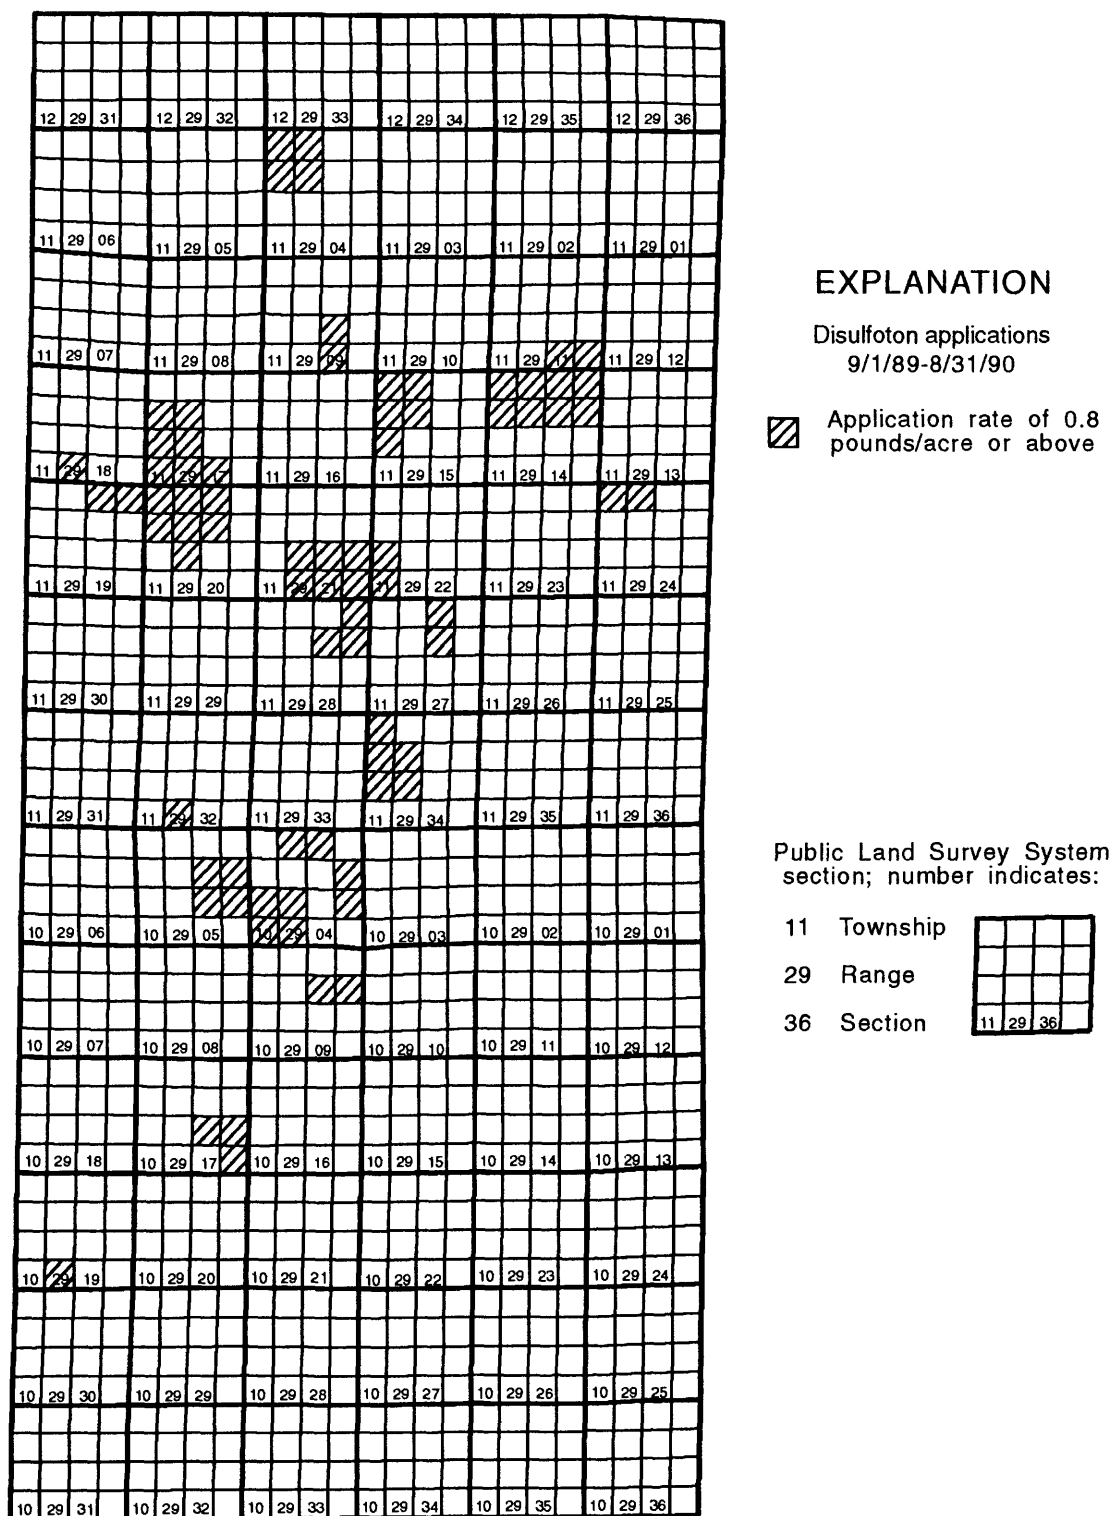 12 29 31 12 29 32 12 29 33 12 29 34 12 29 35 12 29 36
11 29 06 11 29 05 11 29 04 11 29 03 11 29 02 11 29 01
11 29 07 11 29 08 11 29 09 11 29 10 11 29 11 11 29 12
11 29 18 11 29 17 11 29 16 11 29 15 11 29 14 11 29 13
11 29 19 11 29 20 11 29 21 11 29 22 11 29 23 11 29 24
11 29 30 11 29 29 11 29 28 11 29 27 11 29 26 11 29 25
11 29 31 11 29 32 11 29 33 11 29 34 11 29 35 11 29 36
10 29 06 10 29 05 10 29 04 10 29 03 10 29 02 10 29 01
10 29 07 10 29 08 10 29 09 10 29 10 10 29 11 10 29 12
10 29 18 10 29 17 10 29 16 10 29 15 10 29 14 10 29 13
10 29 19 10 29 20 10 29 21 10 29 22 10 29 23 10 29 24
10 29 30 10 29 29 10 29 28 10 29 27 10 29 26 10 29 25
10 29 31 10 29 32 10 29 33 10 29 34 10 29 35 10 29 36
EXPLANATION
Disulfoton applications
9/1/89-8/31/90
Application rate of 0.8
pounds/acre or above
Public Land Survey System
section; number indicates:
11 Township
29 Range
36 Section
11 29 36